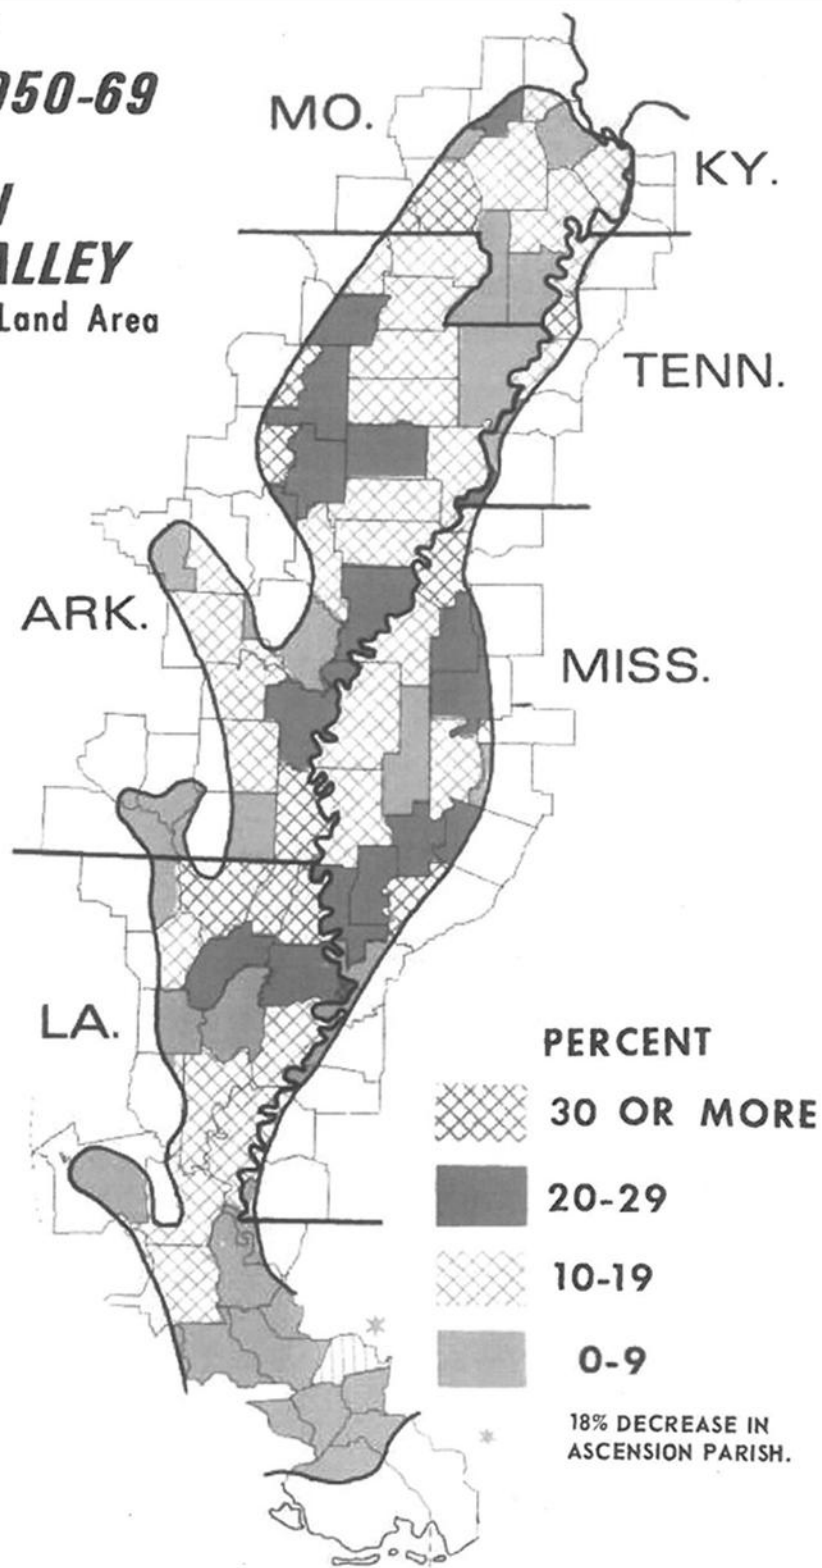 950-69
ALLEY
Land Area
MO.
KY.
TENN.
ARK.
MISS.
LA.
PERCENT
30 OR MORE
20-29
10-19
0-9
18% DECREASE IN
ASCENSION PARISH.